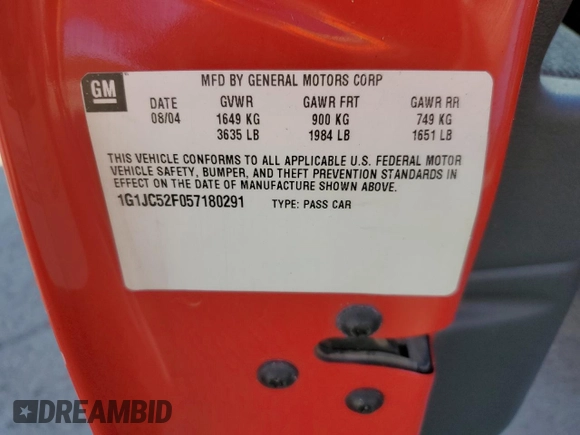 GM
MFD BY GENERAL MOTORS CORP
DATE GVWR GAWR FRT GAWR RR
08/04 1649 KG 900 KG 749 KG
3635 LB 1984 LB 1651 LB
THIS VEHICLE CONFORMS TO ALL APPLICABLE U.S. FEDERAL MOTOR
VEHICLE SAFETY, BUMPER, AND THEFT PREVENTION STANDARDS IN
EFFECT ON THE DATE OF MANUFACTURE SHOWN ABOVE.
1G1JC52F057180291 TYPE: PASS CAR
DREAMBID